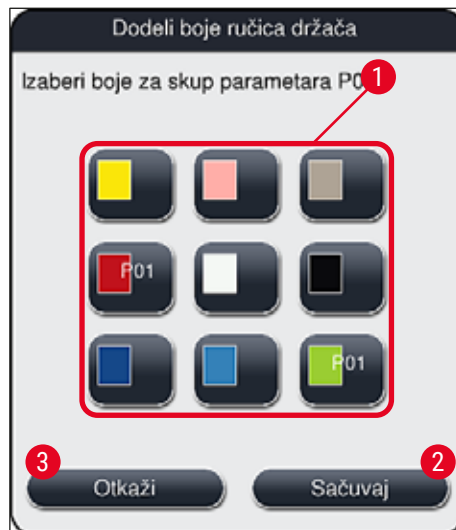 Dodeli boje ručica držača
Izaberi boje za skup parametara P0
1
P01
P01
3
2
Otkaži
Sačuvaj